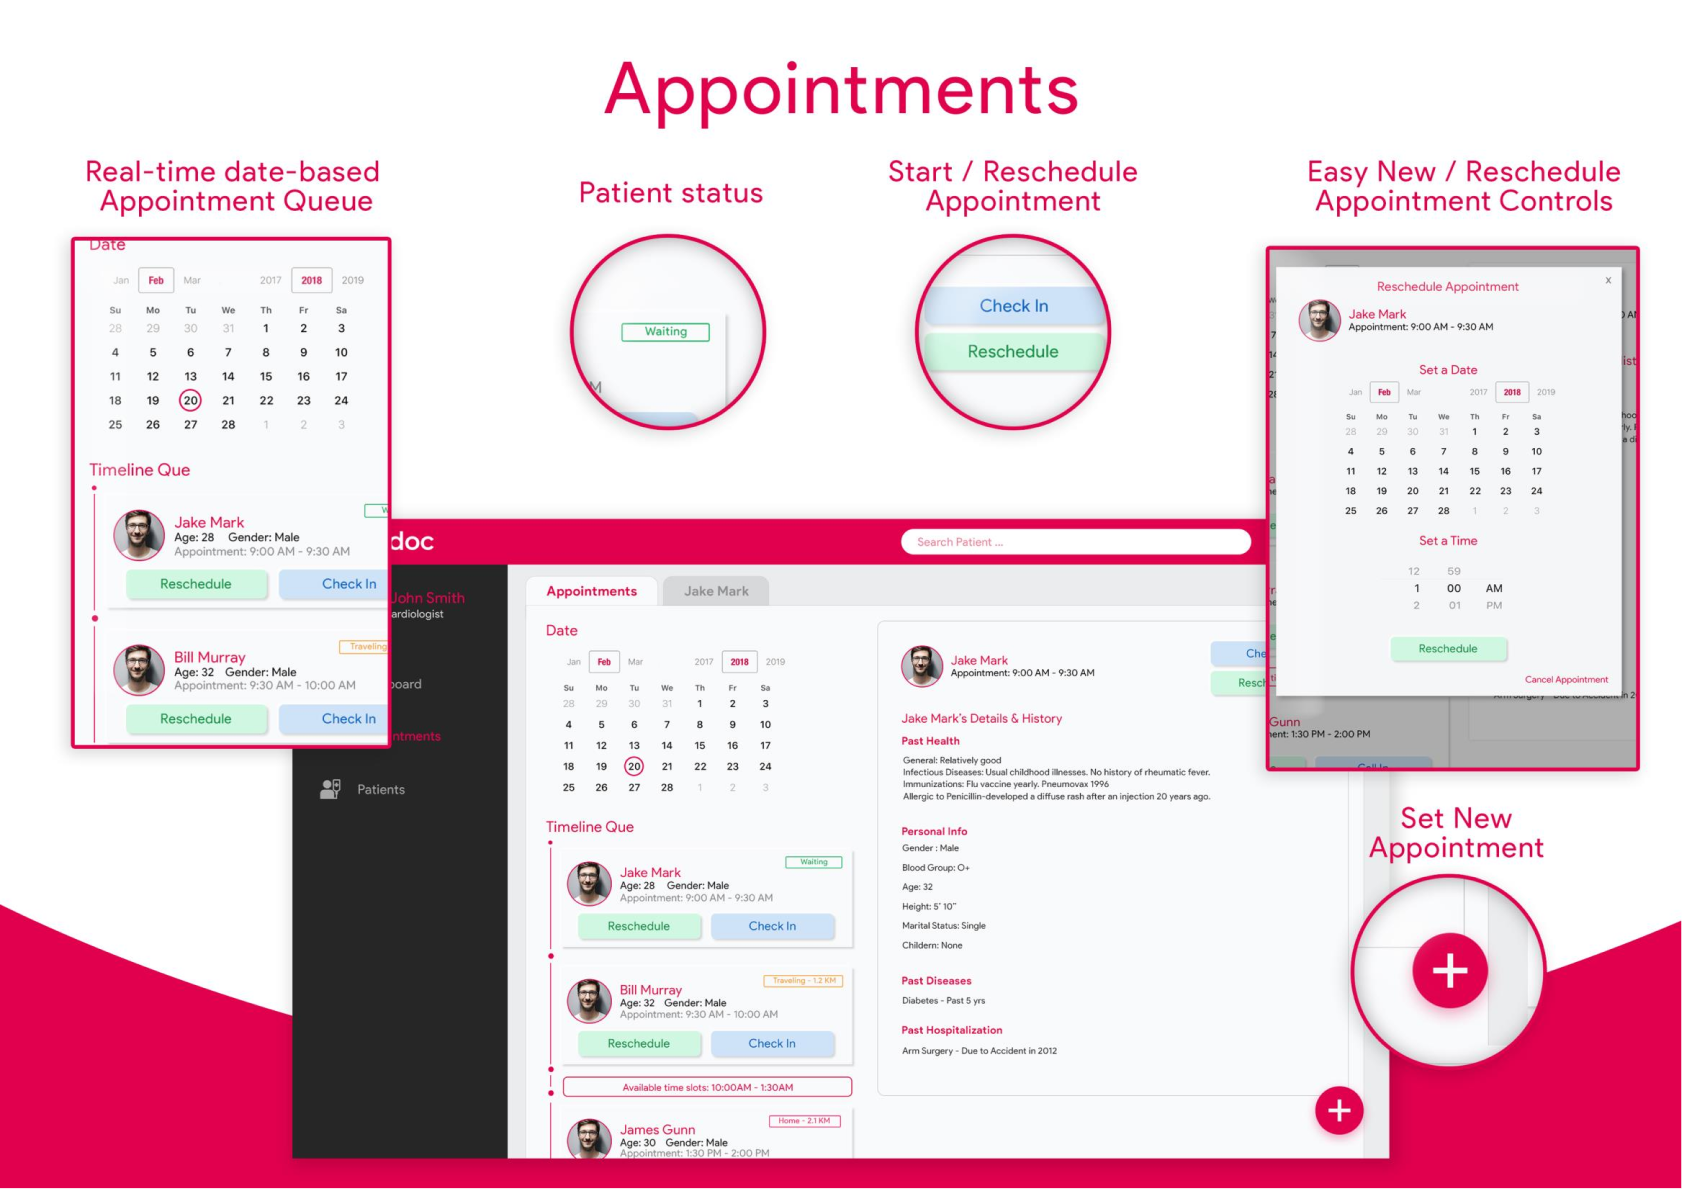 Appointments
Real-time date-based
Appointment Queue
Patient status
Start / Reschedule
Appointment
Easy New / Reschedule
Appointment Controls
Date
Jan Feb Mar 2017 2018 2019
Su Mo Tu We Th Fr Sa
28 29 30 31 1 2 3
4 5 6 7 8 9 10
11 12 13 14 15 16 17
18 19 20 21 22 23 24
25 26 27 28 1 2 3
Timeline Que
Jake Mark
Age: 28 Gender: Male
Appointment: 9:00 AM - 9:30 AM
Reschedule Check In
Traveling
Bill Murray
Age: 32 Gender: Male
Appointment: 9:30 AM - 10:00 AM
Reschedule Check In
Waiting
Check In
Reschedule
Reschedule Appointment X
Jake Mark
Appointment: 9:00 AM - 9:30 AM
Set a Date
Jan Feb Mar 2017 2018 2019
Su Mo Tu We Th Fr Sa
28 29 30 31 1 2 3
4 5 6 7 8 9 10
11 12 13 14 15 16 17
18 19 20 21 22 23 24
25 26 27 28 1 2 3
Set a Time
12 59
1 00 AM
2 01 PM
Reschedule
Cancel Appointment
Gunn
ent: 1:30 PM - 2:00 PM
Set New
Appointment
doc
Search Patient ...
John Smith
ardiologist
oard
ntments
Patients
Appointments Jake Mark
Date
Jan Feb Mar 2017 2018 2019
Su Mo Tu We Th Fr Sa
28 29 30 31 1 2 3
4 5 6 7 8 9 10
11 12 13 14 15 16 17
18 19 20 21 22 23 24
25 26 27 28 1 2 3
Timeline Que
Waiting
Jake Mark
Age: 28 Gender: Male
Appointment: 9:00 AM - 9:30 AM
Reschedule Check In
Traveling - 1.2 KM
Bill Murray
Age: 32 Gender: Male
Appointment: 9:30 AM - 10:00 AM
Reschedule Check In
Available time slots: 10:00AM - 1:30AM
Home - 2.1 KM
James Gunn
Age: 30 Gender: Male
Appointment: 1:30 PM - 2:00 PM
Jake Mark
Appointment: 9:00 AM - 9:30 AM
Che
Resch
Jake Mark's Details & History
Past Health
General: Relatively good
Infectious Diseases: Usual childhood illnesses. No history of rheumatic fever.
Immunizations: Flu vaccine yearly. Pneumovax 1996
Allergic to Penicillin-developed a diffuse rash after an injection 20 years ago.
Personal Info
Gender : Male
Blood Group: O+
Age: 32
Height: 5' 10"
Marital Status: Single
Childern: None
Past Diseases
Diabetes - Past 5 yrs
Past Hospitalization
Arm Surgery - Due to Accident in 2012